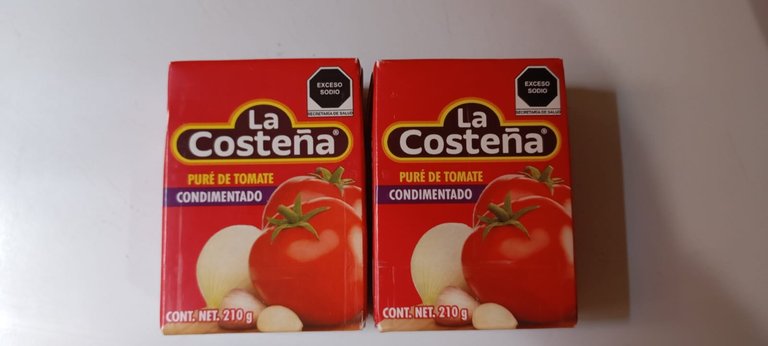 EXCESO
SODIO
SECRETARÍA DE SALUD
La
Costeña®
PURÉ DE TOMATE
CONDIMENTADO
CONT. NET. 210 g
EXCESO
SODIO
SECRETARÍA DE SALUD
La
Costeña®
PURÉ DE TOMATE
CONDIMENTADO
CONT. NET. 210 g